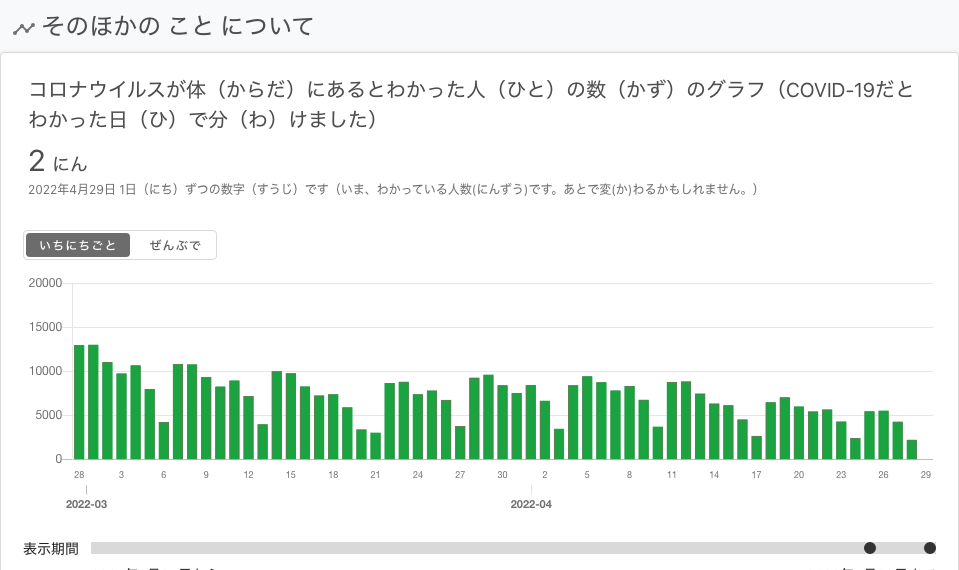 そのほかの こと について
コロナウイルスが体（からだ）にあるとわかった人（ひと）の数（かず）のグラフ（COVID-19だと
わかった日（ひ）で分（わ）けました）
2 にん
2022年4月29日 1日（にち）ずつの数字（すうじ）です（いま、わかっている人数(にんずう)です。あとで変(か)わるかもしれません。）
いちにちごと ぜんぶで
20000
15000
10000
5000
0
28 3 6 9 12 15 18 21 24 27 30 2 5 8 11 14 17 20 23 26 29
2022-03 2022-04
表示期間